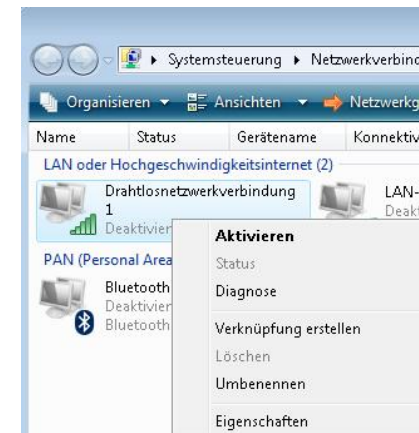 Systemsteuerung Netzwerkverbind
Organisieren Ansichten Netzwerkg
Name Status Gerätename Konnektiv
LAN oder Hochgeschwindigkeitsinternet (2)
Drahtlosnetzwerkverbindung
1
Deaktivier
LAN-
Deakt
Aktivieren
PAN (Personal Area
Status
Bluetooth
Deaktivier
Bluetooth
Diagnose
Verknüpfung erstellen
Löschen
Umbenennen
Eigenschaften